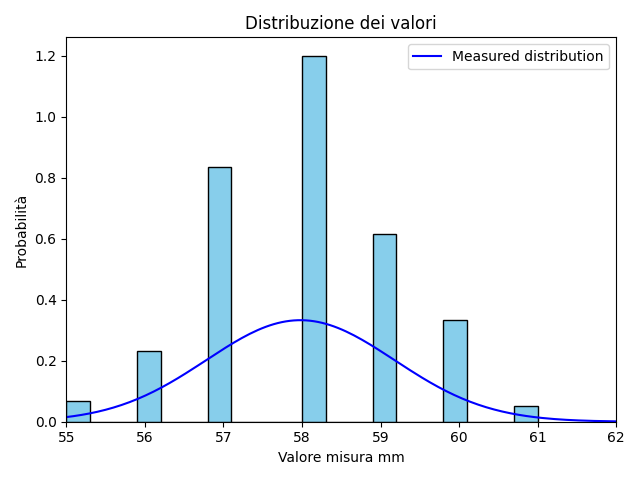 Distribuzione dei valori
Measured distribution
Probabilità
1.2
1.0
0.8
0.6
0.4
0.2
0.0
55 56 57 58 59 60 61 62
Valore misura mm